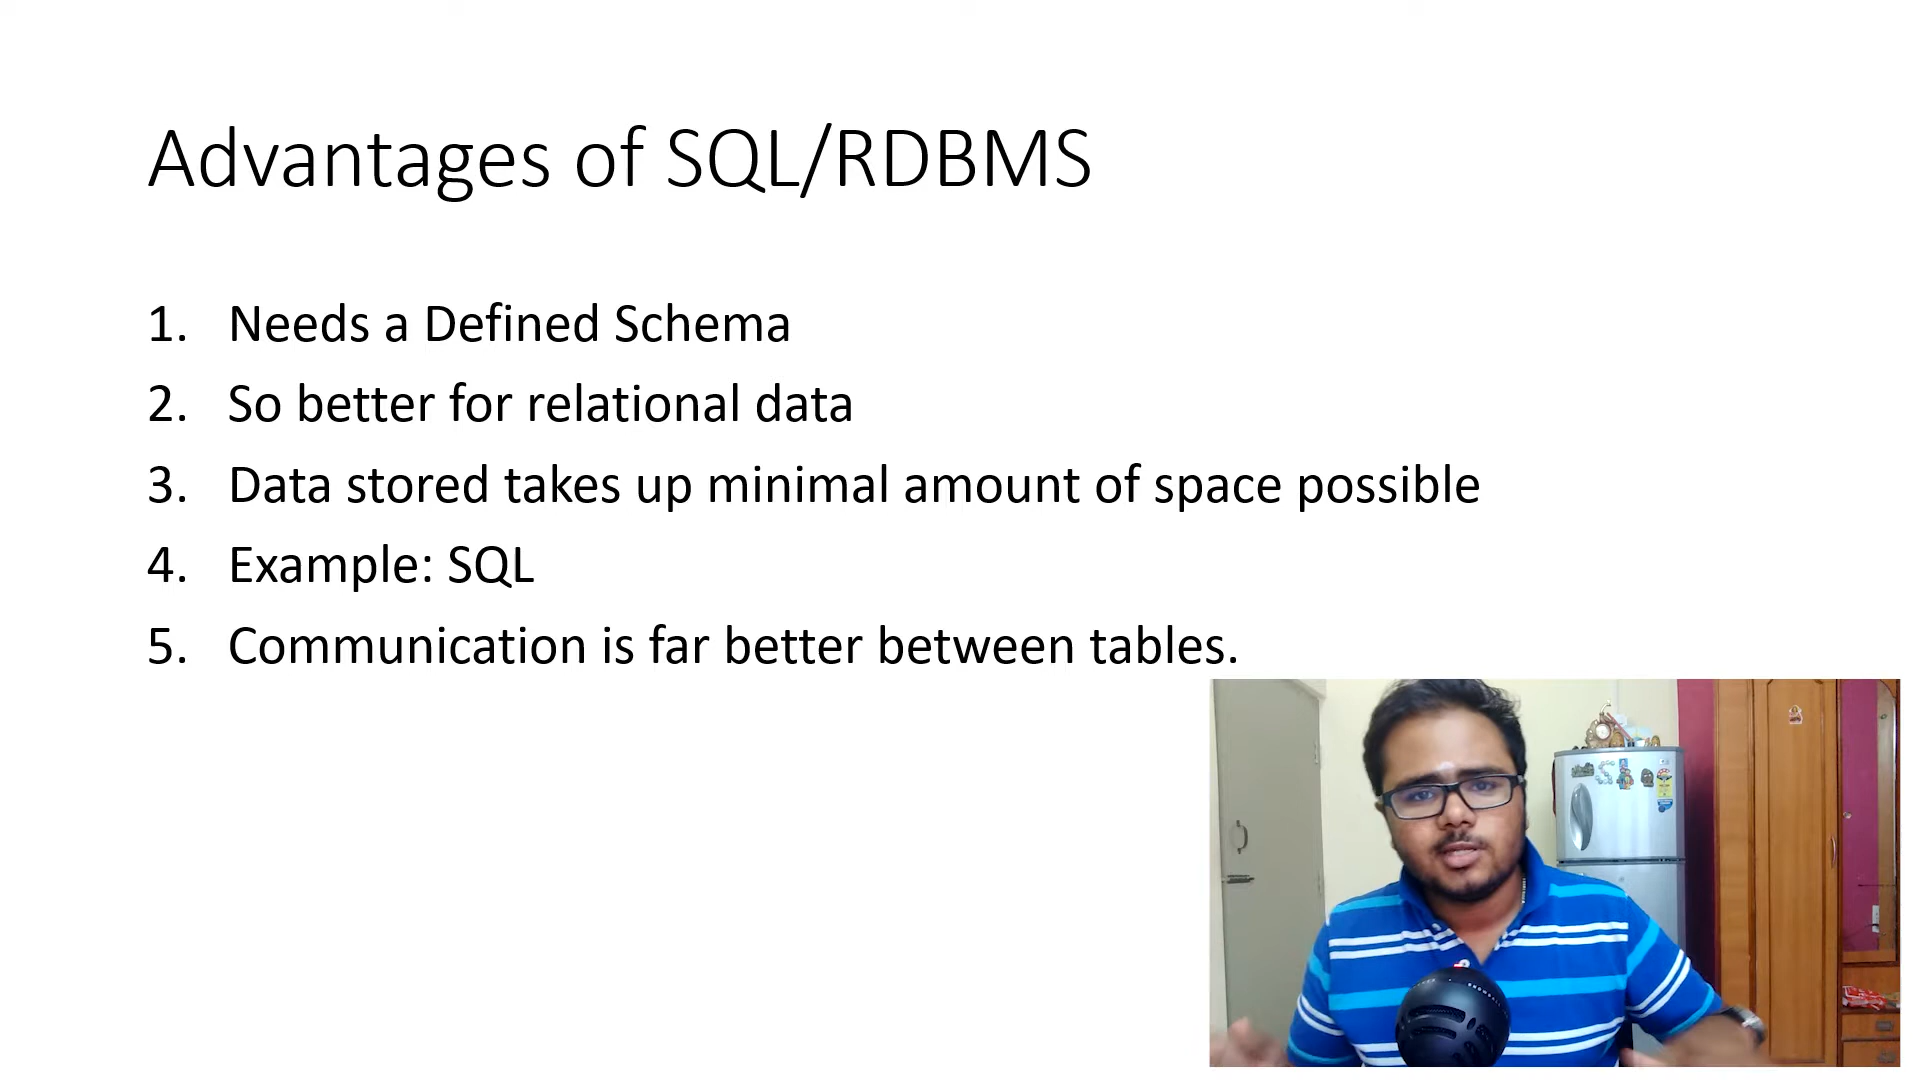 Advantages of SQL/RDBMS
1. Needs a Defined Schema
2. So better for relational data
3. Data stored takes up minimal amount of space possible
4. Example: SQL
5. Communication is far better between tables.